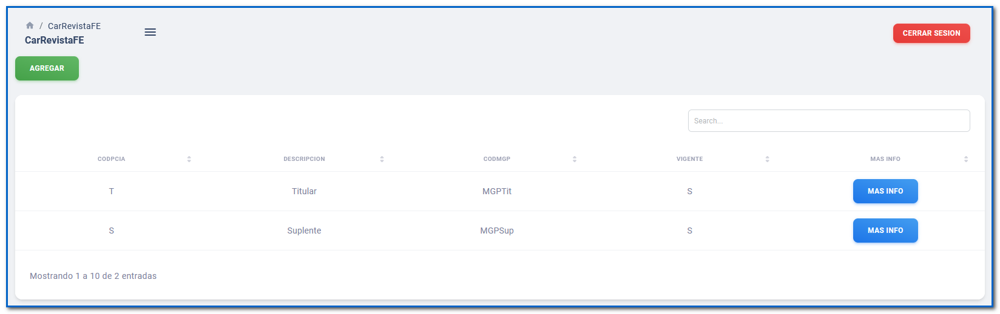 / CarRevistaFE
CarRevistaFE
CERRAR SESION
AGREGAR
Search...
CODPCIA DESCRIPCION CODMGP VIGENTE MAS INFO
T Titular MGPTit S MAS INFO
S Suplente MGPSup S MAS INFO
Mostrando 1 a 10 de 2 entradas